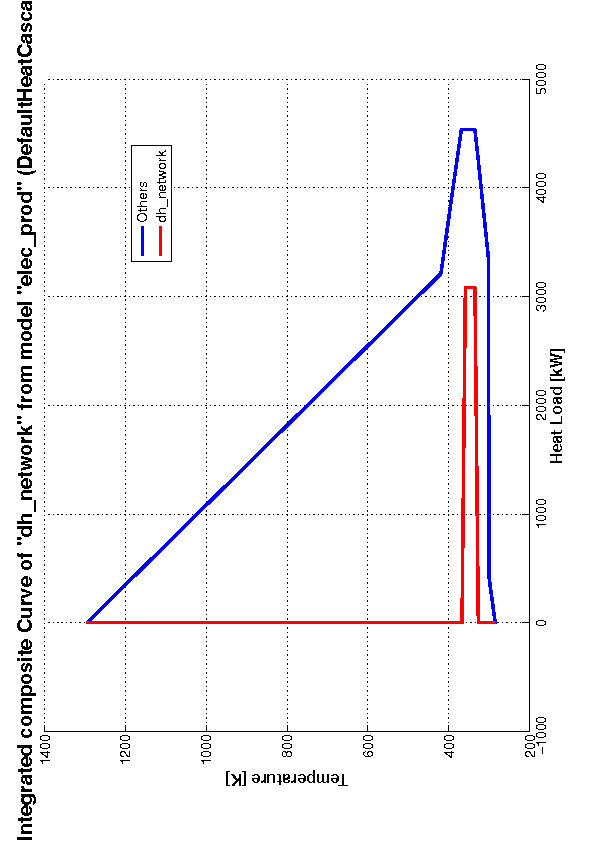 Integrated composite Curve of "dh_network" from model "elec_prod" (DefaultHeatCasca
1400
1200
1000
800
600
400
200
Temperature [K]
Others
dh_network
-1000
0
1000
2000
3000
4000
5000
Heat Load [kW]